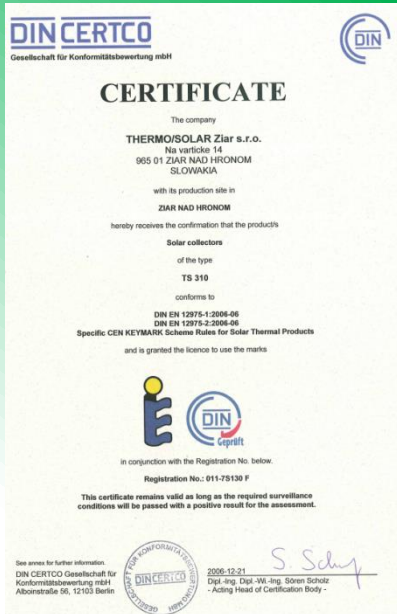 DIN CERTCO
Gesellschaft für Konformitätsbewertung mbH
DIN
CERTIFICATE
The company
THERMO/SOLAR Ziar s.r.o.
Na varticke 14
965 01 ZIAR NAD HRONOM
SLOWAKIA
with its production site in
ZIAR NAD HRONOM
hereby receives the confirmation that the product/s
Solar collectors
of the type
TS 310
conforms to
DIN EN 12975-1:2006-06
DIN EN 12975-2:2006-06
Specific CEN KEYMARK Scheme Rules for Solar Thermal Products
and is granted the licence to use the marks
DIN
Geprüft
in conjunction with the Registration No. below.
Registration No.: 011-7S130 F
This certificate remains valid as long as the required surveillance
conditions will be passed with a positive result for the assessment.
See annex for further information.
DIN CERTCO Gesellschaft für
Konformitätsbewertung mbH
Alboinstraße 56, 12103 Berlin
GESELLSCHAFT FÜR KONFORMITÄTSBEWERTUNG MBH
DIN CERTCO
2006-12-21
Dipl.-Ing. Dipl.-Wi.-Ing. Sören Scholz
- Acting Head of Certification Body -